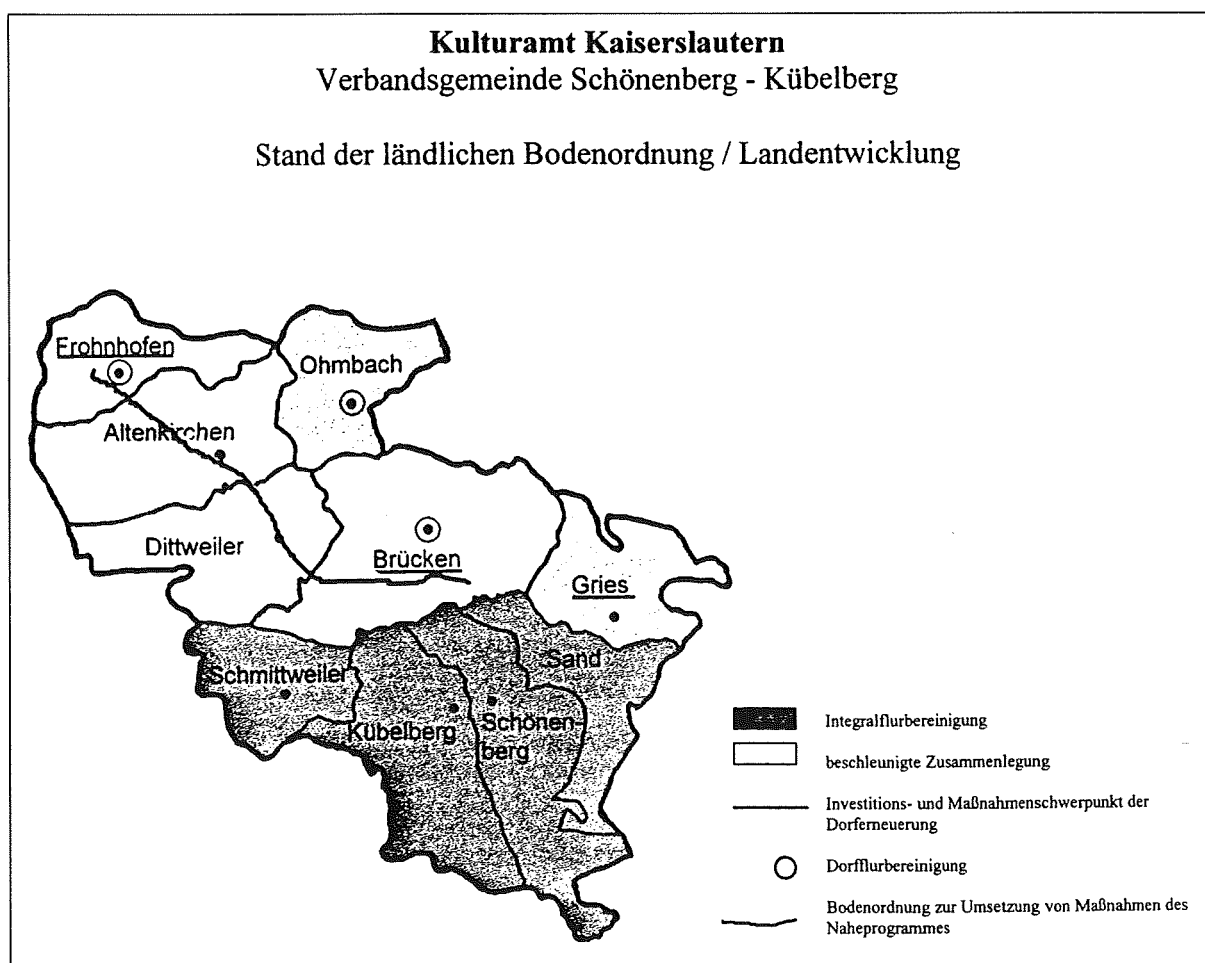 Kulturamt Kaiserslautern
Verbandsgemeinde Schönenberg - Kübelberg
Stand der ländlichen Bodenordnung / Landentwicklung
Frohnhofen
Ohmbach
Altenkirchen
Dittweiler
Brücken
Gries
Sand
Schmittweiler
Kübelberg
Schönen-
berg
Integralflurbereinigung
beschleunigte Zusammenlegung
Investitions- und Maßnahmenschwerpunkt der
Dorferneuerung
Dorfflurbereinigung
Bodenordnung zur Umsetzung von Maßnahmen des
Naheprogrammes